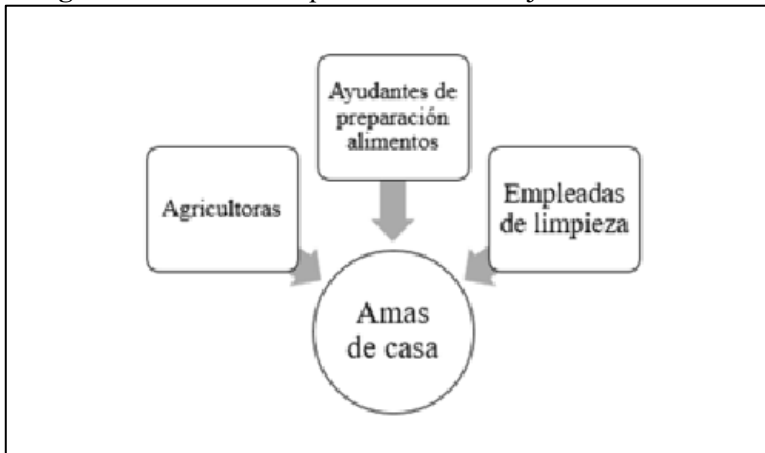 Ayudantes de
preparación
alimentos
Agricultoras
Empleadas
de limpieza
Amas
de casa